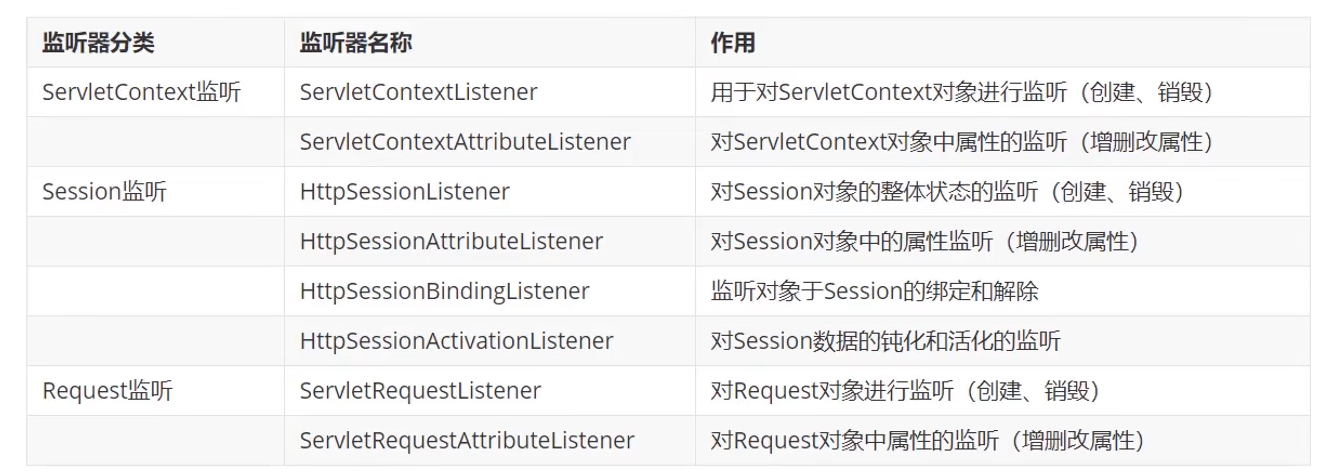 监听器分类 监听器名称 作用
ServletContext监听 ServletContextListener 用于对ServletContext对象进行监听（创建、销毁）
ServletContextAttributeListener 对ServletContext对象中属性的监听（增删改属性）
Session监听 HttpSessionListener 对Session对象的整体状态的监听（创建、销毁）
HttpSessionAttributeListener 对Session对象中的属性监听（增删改属性）
HttpSessionBindingListener 监听对象于Session的绑定和解除
HttpSessionActivationListener 对Session数据的钝化和活化的监听
Request监听 ServletRequestListener 对Request对象进行监听（创建、销毁）
ServletRequestAttributeListener 对Request对象中属性的监听（增删改属性）